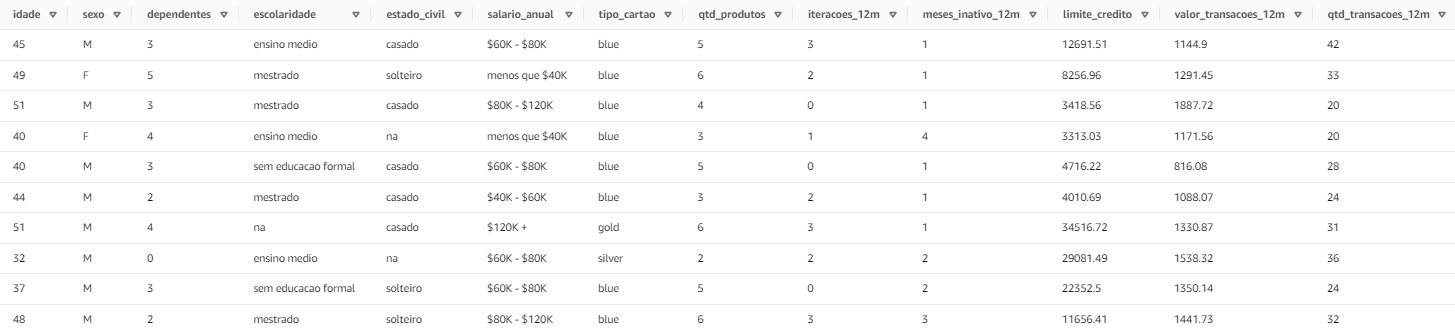 idade sexo dependentes escolaridade estado_civil salario_anual tipo_cartao qtd_produtos iteracoes_12m meses_inativo_12m limite_credito valor_transacoes_12m qtd_transacoes_12m
45 M 3 ensino medio casado $60K - $80K blue 5 3 1 12691.51 1144.9 42
49 F 5 mestrado solteiro menos que $40K blue 6 2 1 8256.96 1291.45 33
51 M 3 mestrado casado $80K - $120K blue 4 0 1 3418.56 1887.72 20
40 F 4 ensino medio na menos que $40K blue 3 1 4 3313.03 1171.56 20
40 M 3 sem educacao formal casado $60K - $80K blue 5 0 1 4716.22 816.08 28
44 M 2 mestrado casado $40K - $60K blue 3 2 1 4010.69 1088.07 24
51 M 4 na casado $120K + gold 6 3 1 34516.72 1330.87 31
32 M 0 ensino medio na $60K - $80K silver 2 2 2 29081.49 1538.32 36
37 M 3 sem educacao formal solteiro $60K - $80K blue 5 0 2 22352.5 1350.14 24
48 M 2 mestrado solteiro $80K - $120K blue 6 3 3 11656.41 1441.73 32